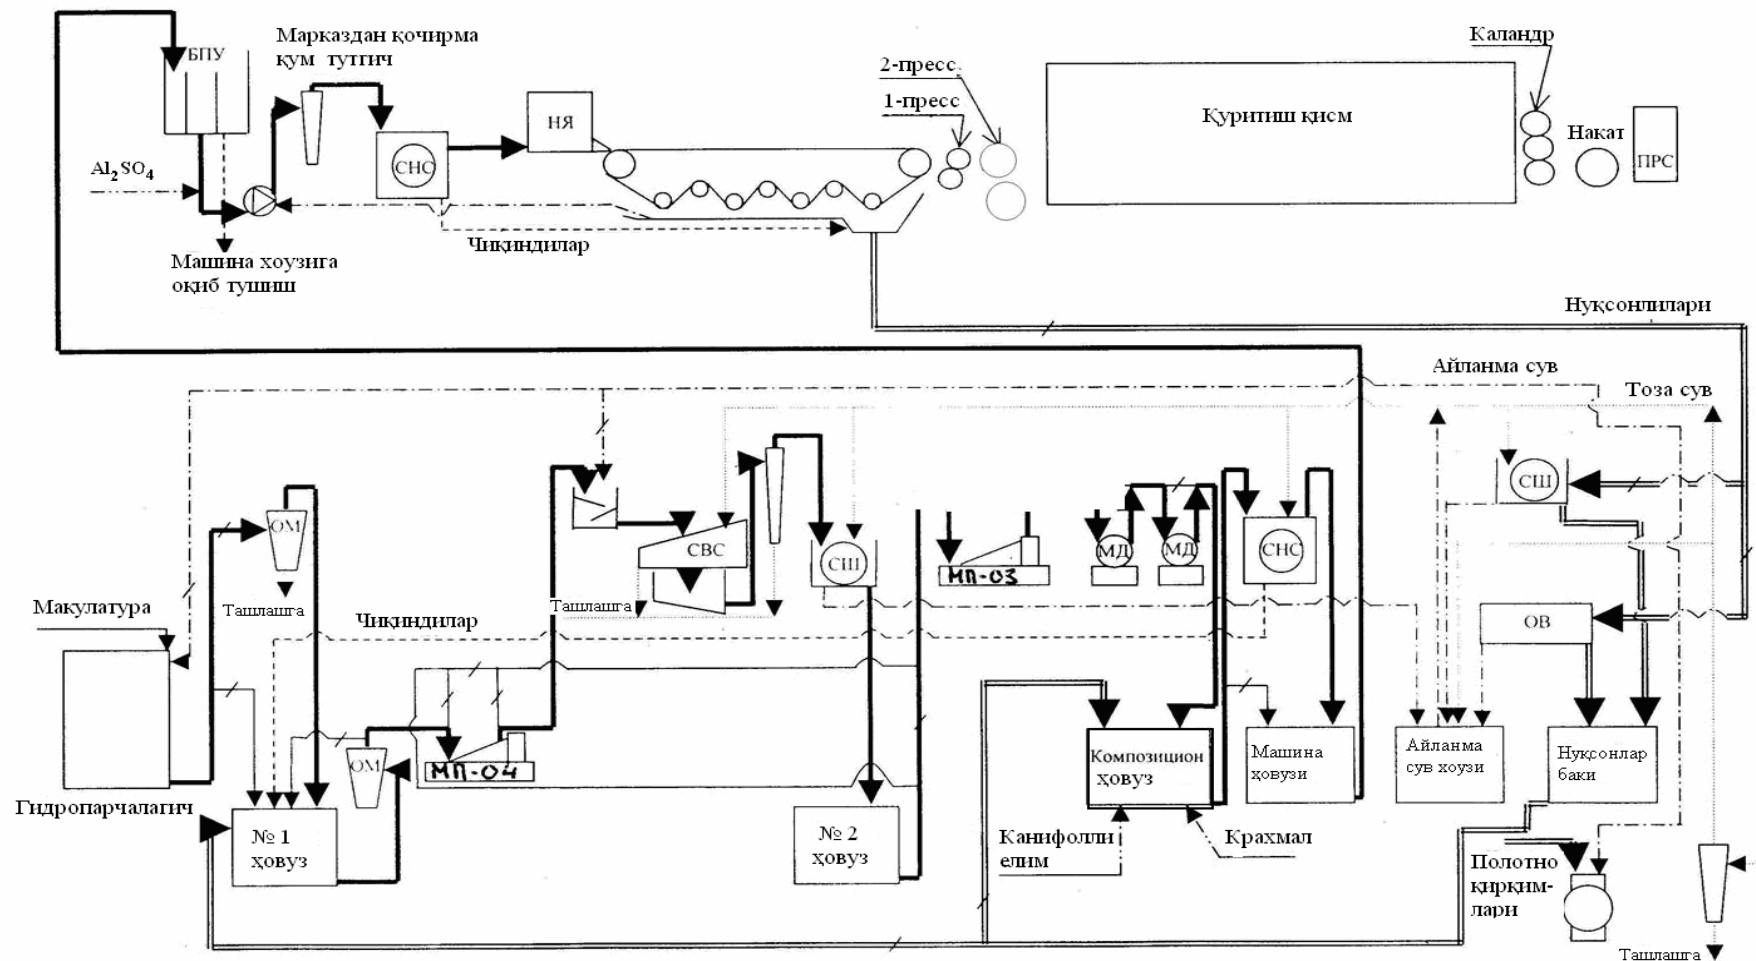 БПУ
Марказдан қочирма
қум тутгич
Al2SO4
СНС
НЯ
2-пресс
1-пресс
Қуритиш қисм
Каландр
Накат
ПРС
Чиқиндилар
Машина хоузига
оқиб тушиш
Нуқсонлилари
Айланма сув
Тоза сув
ОМ
Ташлашга
СВС
Ташлашга
СШ
МП-03
МД
МД
СНС
СШ
ОВ
Макулатура
Чиқиндилар
Гидропарчалагич
ОМ
МП-04
№ 1
ҳовуз
№ 2
ҳовуз
Композицион
ҳовуз
Машина
ҳовузи
Айланма
сув хоузи
Нуқсонлар
баки
Канифолли
елим
Крахмал
Полотно
қирқим-
лари
Ташлашга